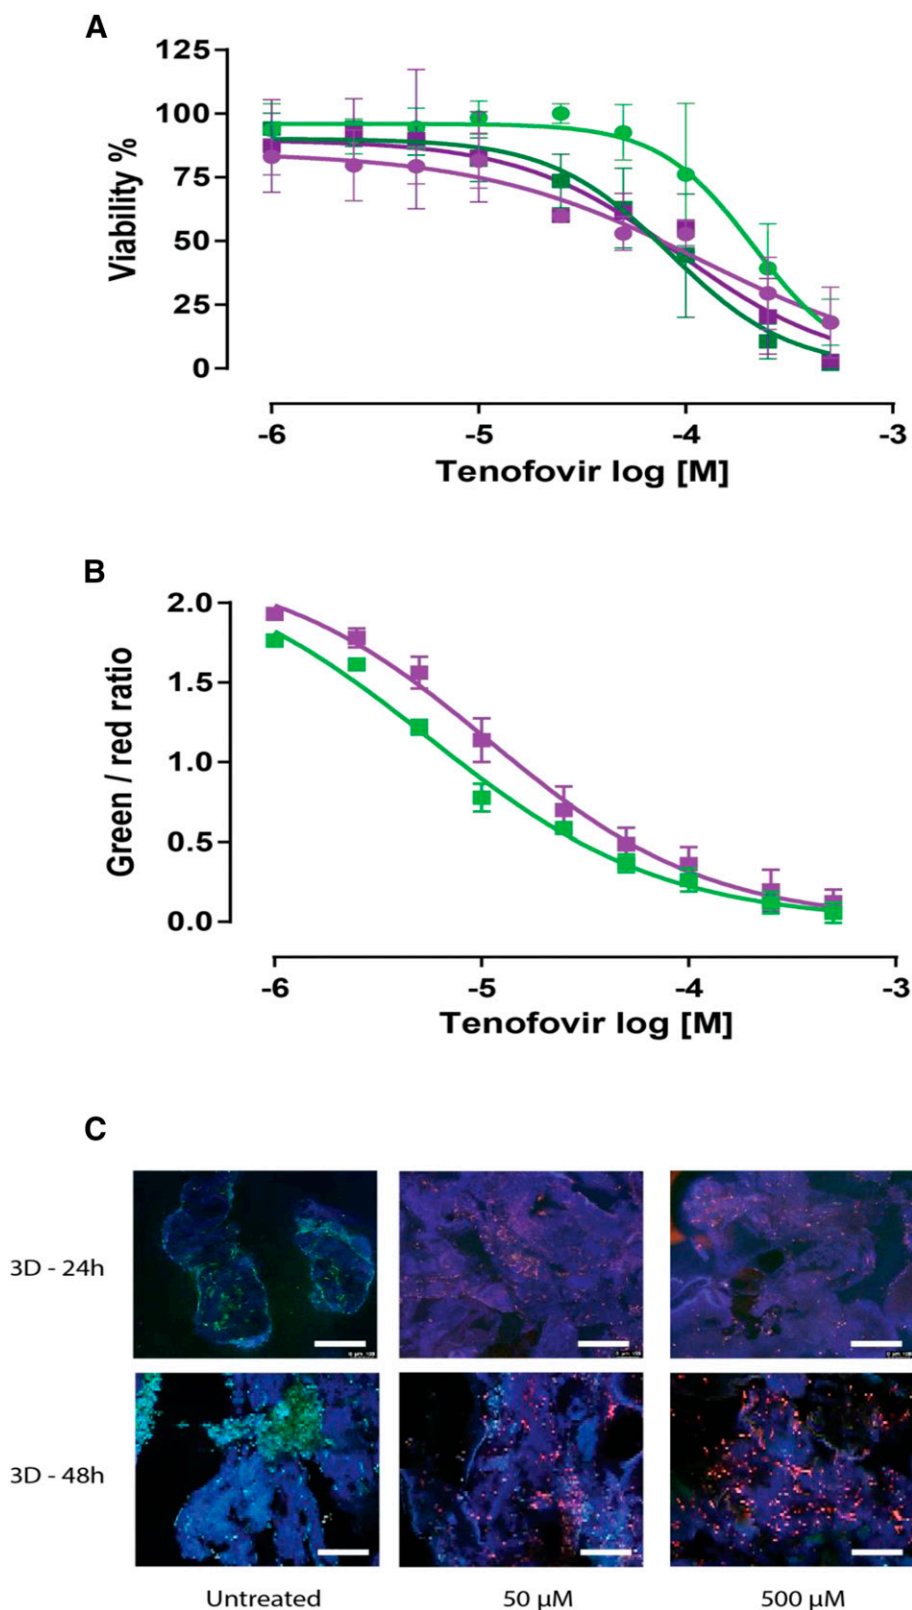 A
125
100
75
50
25
0
Viability %
-6 -5 -4 -3
Tenofovir log [M]
B
2.0
1.5
1.0
0.5
0.0
Green / red ratio
-6 -5 -4 -3
Tenofovir log [M]
C
3D - 24h
3D - 48h
Untreated 50 µM 500 µM